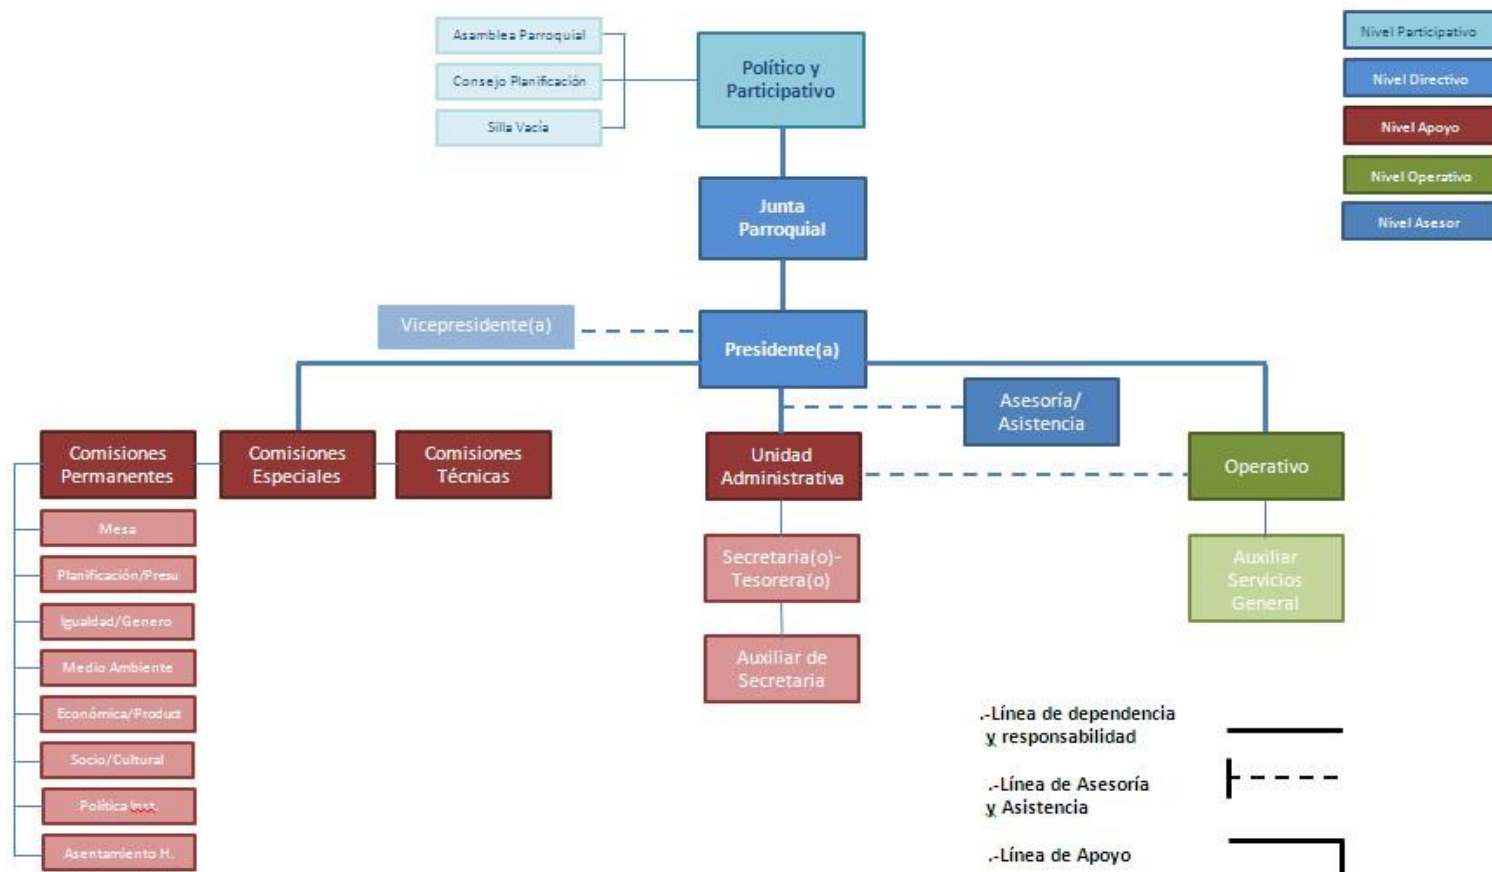 Asamblea Parroquial
Consejo Planificación
Silla Vacía
Político y
Participativo
Nivel Participativo
Nivel Directivo
Nivel Apoyo
Nivel Operativo
Nivel Asesor
Junta
Parroquial
Vicepresidente(a)
Presidente(a)
Asesoría/
Asistencia
Comisiones
Permanentes
Comisiones
Especiales
Comisiones
Técnicas
Unidad
Administrativa
Operativo
Mesa
Planificación/Presu
Igualdad/Genero
Medio Ambiente
Económica/Product
Socio/Cultural
Política Inst.
Asentamiento H.
Secretaria(o)-
Tesorera(o)
Auxiliar de
Secretaria
Auxiliar
Servicios
General
.-Línea de dependencia
y responsabilidad
.-Línea de Asesoría
y Asistencia
.-Línea de Apoyo